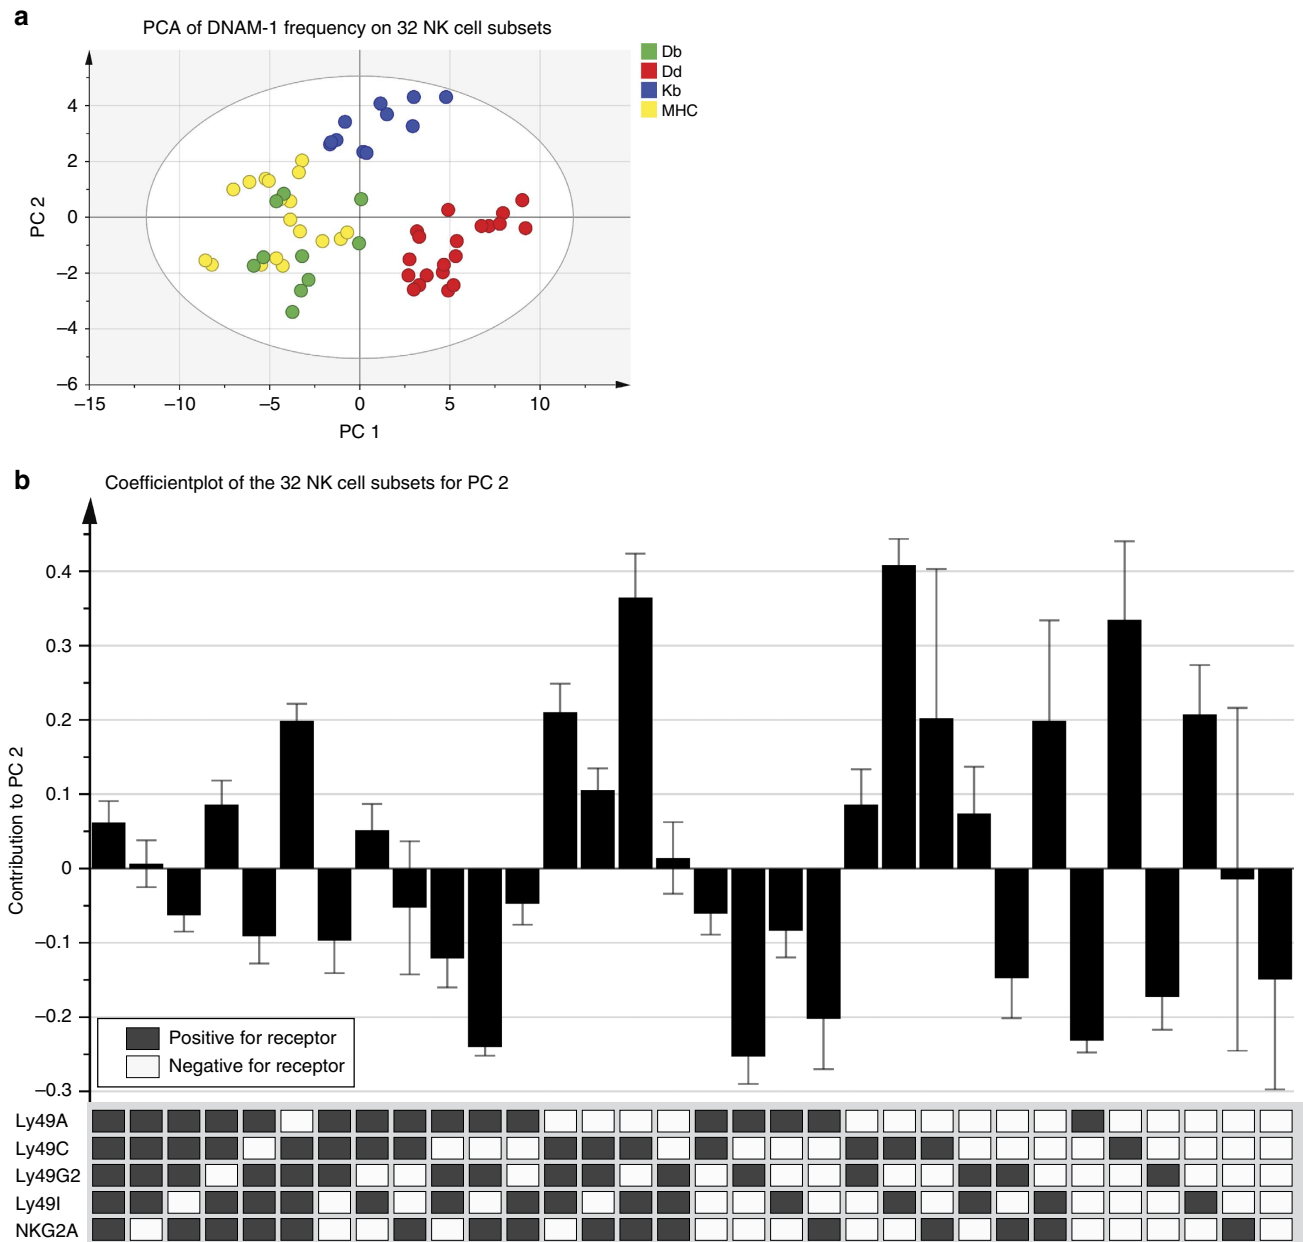 a
PCA of DNAM-1 frequency on 32 NK cell subsets
Db
Dd
Kb
MHC
4
2
0
−2
−4
−6
PC 2
−15 −10 −5 0 5 10
PC 1
b
Coefficientplot of the 32 NK cell subsets for PC 2
0.4
0.3
0.2
0.1
0
−0.1
−0.2
−0.3
Contribution to PC 2
Positive for receptor
Negative for receptor
Ly49A
Ly49C
Ly49G2
Ly49I
NKG2A